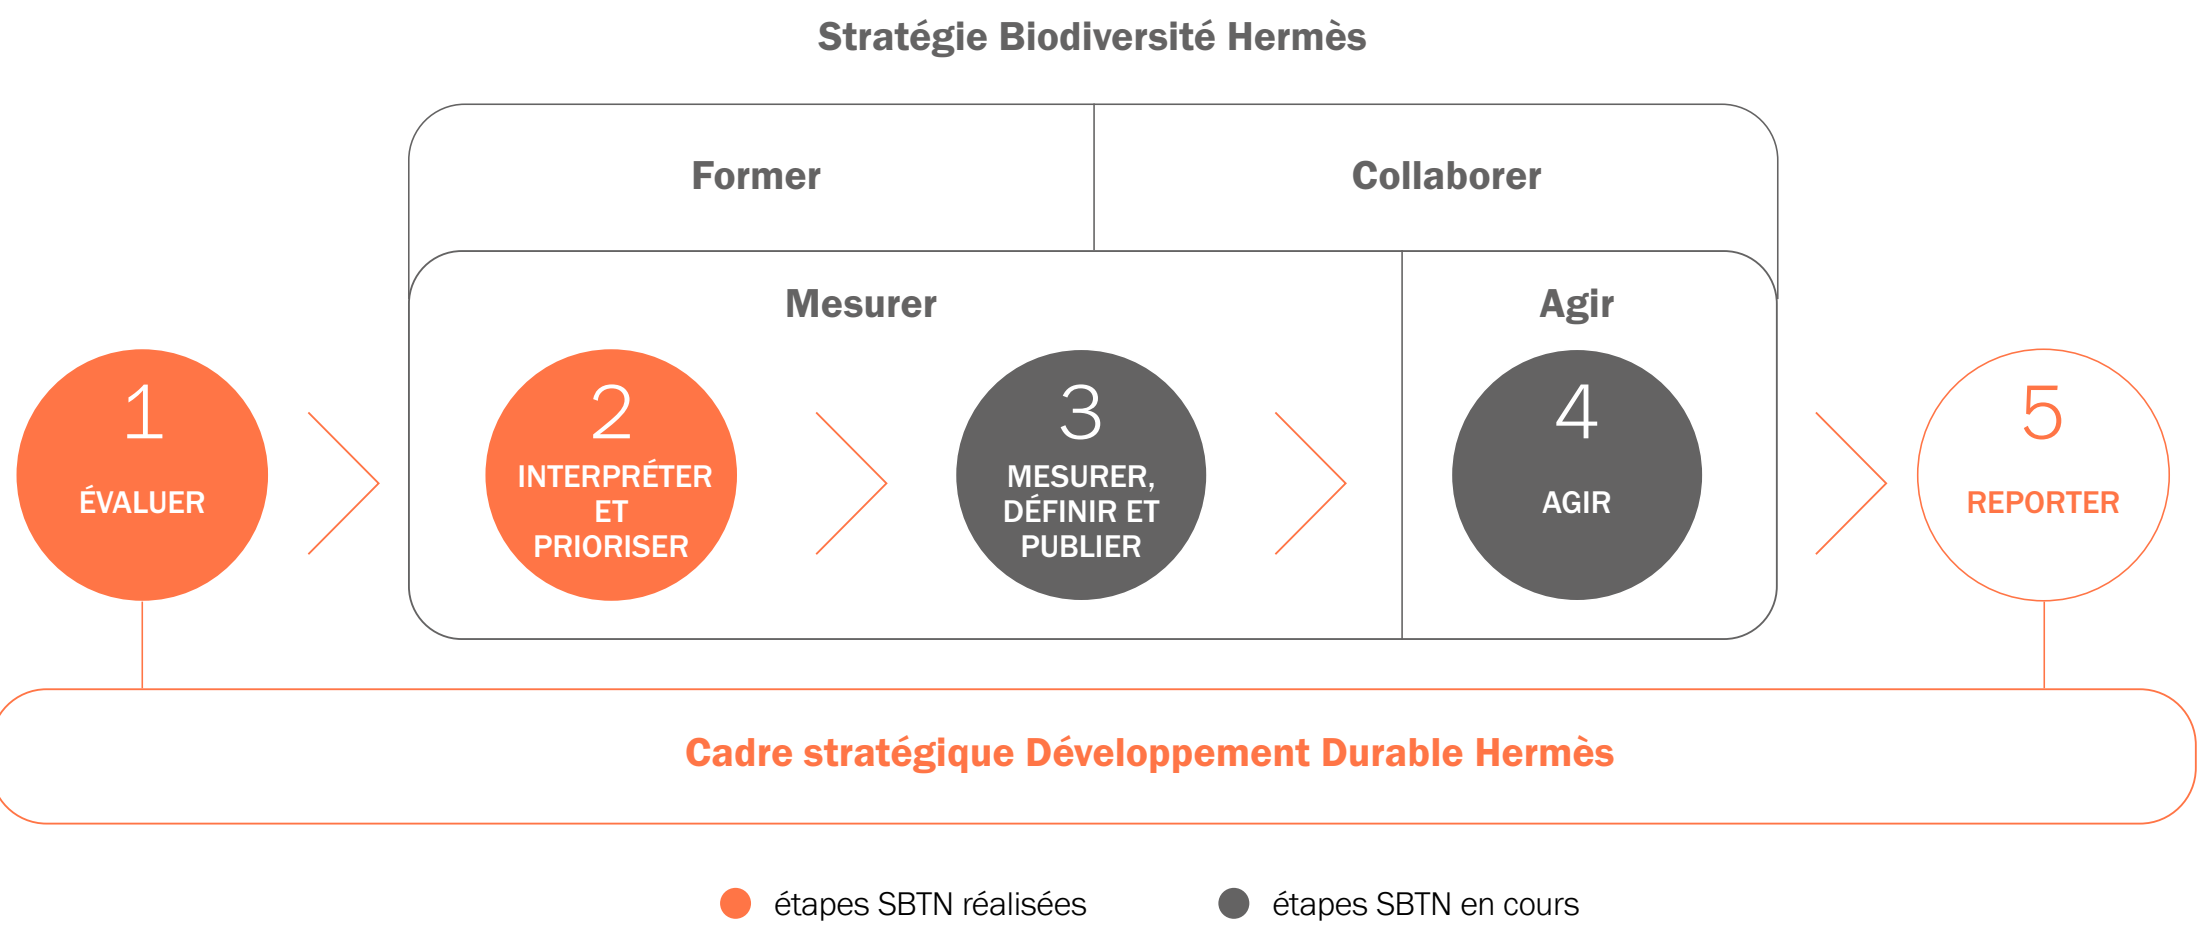 Stratégie Biodiversité Hermès
Former
Collaborer
Mesurer
Agir
1
ÉVALUER
2
INTERPRÉTER
ET
PRIORISER
3
MESURER,
DÉFINIR ET
PUBLIER
4
AGIR
5
REPORTER
Cadre stratégique Développement Durable Hermès
étapes SBTN réalisées
étapes SBTN en cours